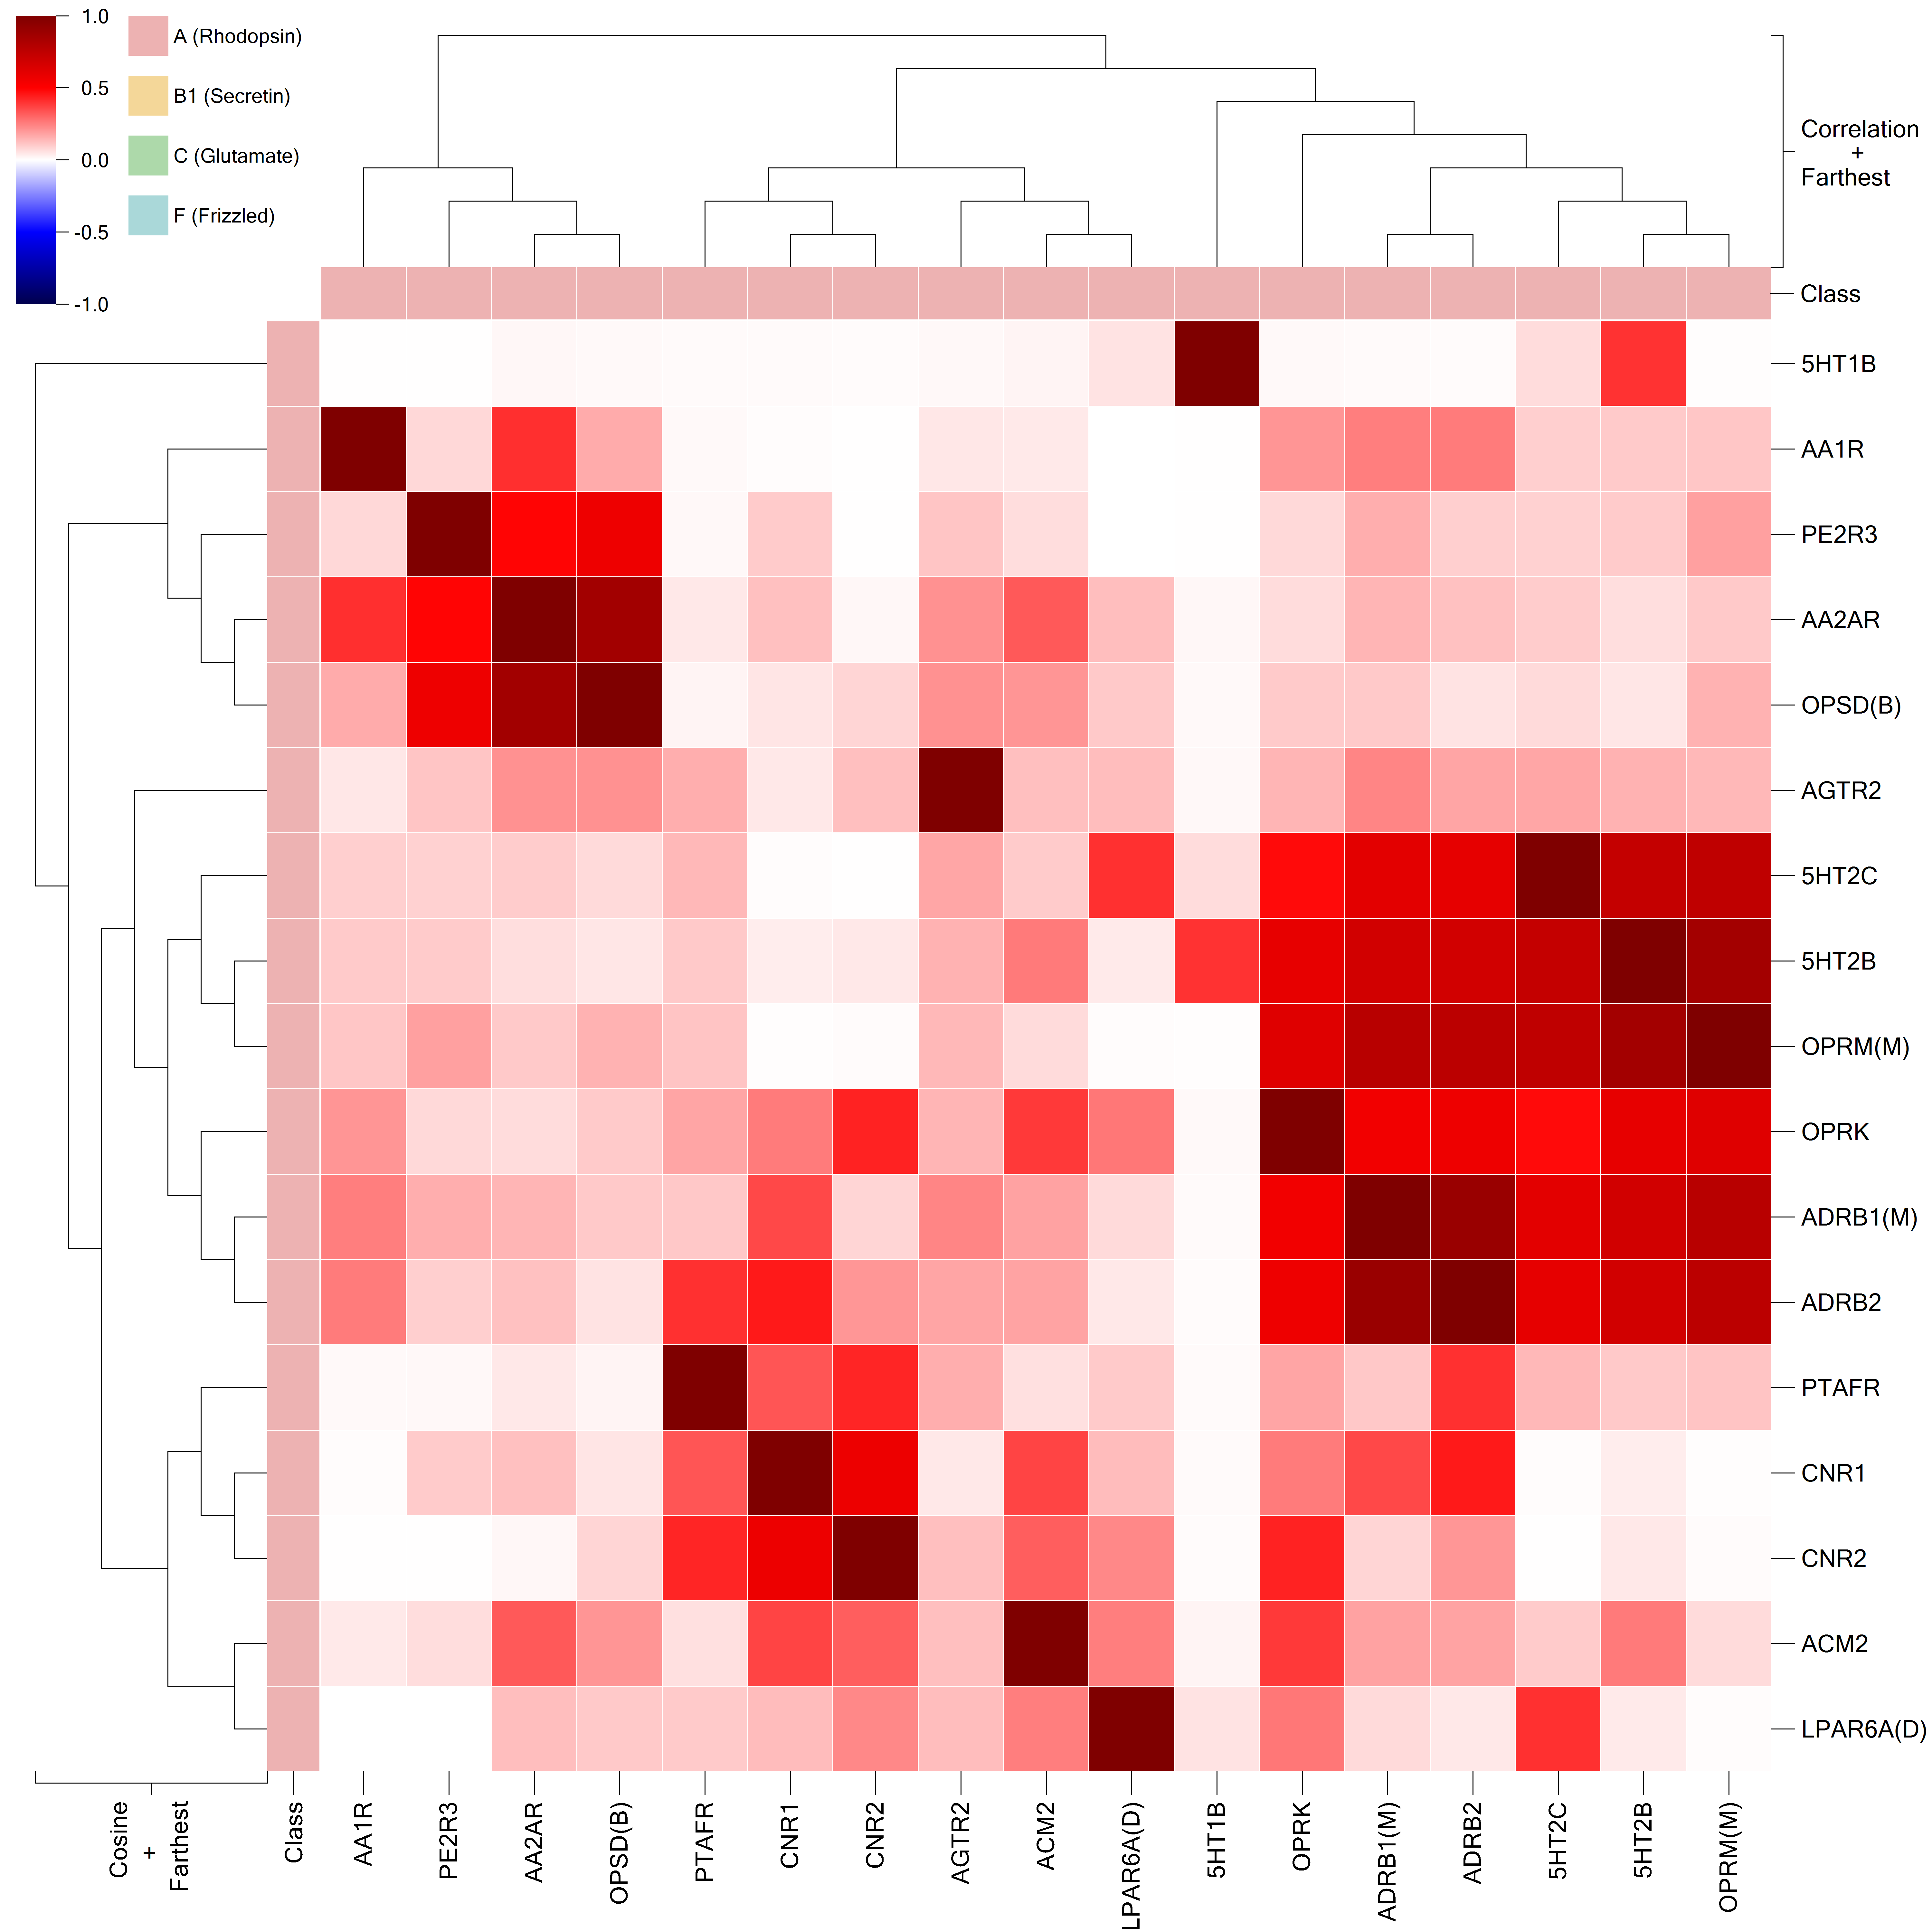 1.0
0.5
0.0
-0.5
-1.0
A (Rhodopsin)
B1 (Secretin)
C (Glutamate)
F (Frizzled)
Correlation
+
Farthest
Class
5HT1B
AA1R
PE2R3
AA2AR
OPSD(B)
AGTR2
5HT2C
5HT2B
OPRM(M)
OPRK
ADRB1(M)
ADRB2
PTAFR
CNR1
CNR2
ACM2
LPAR6A(D)
Cosine
+
Farthest
Class
AA1R
PE2R3
AA2AR
OPSD(B)
PTAFR
CNR1
CNR2
AGTR2
ACM2
LPAR6A(D)
5HT1B
OPRK
ADRB1(M)
ADRB2
5HT2C
5HT2B
OPRM(M)